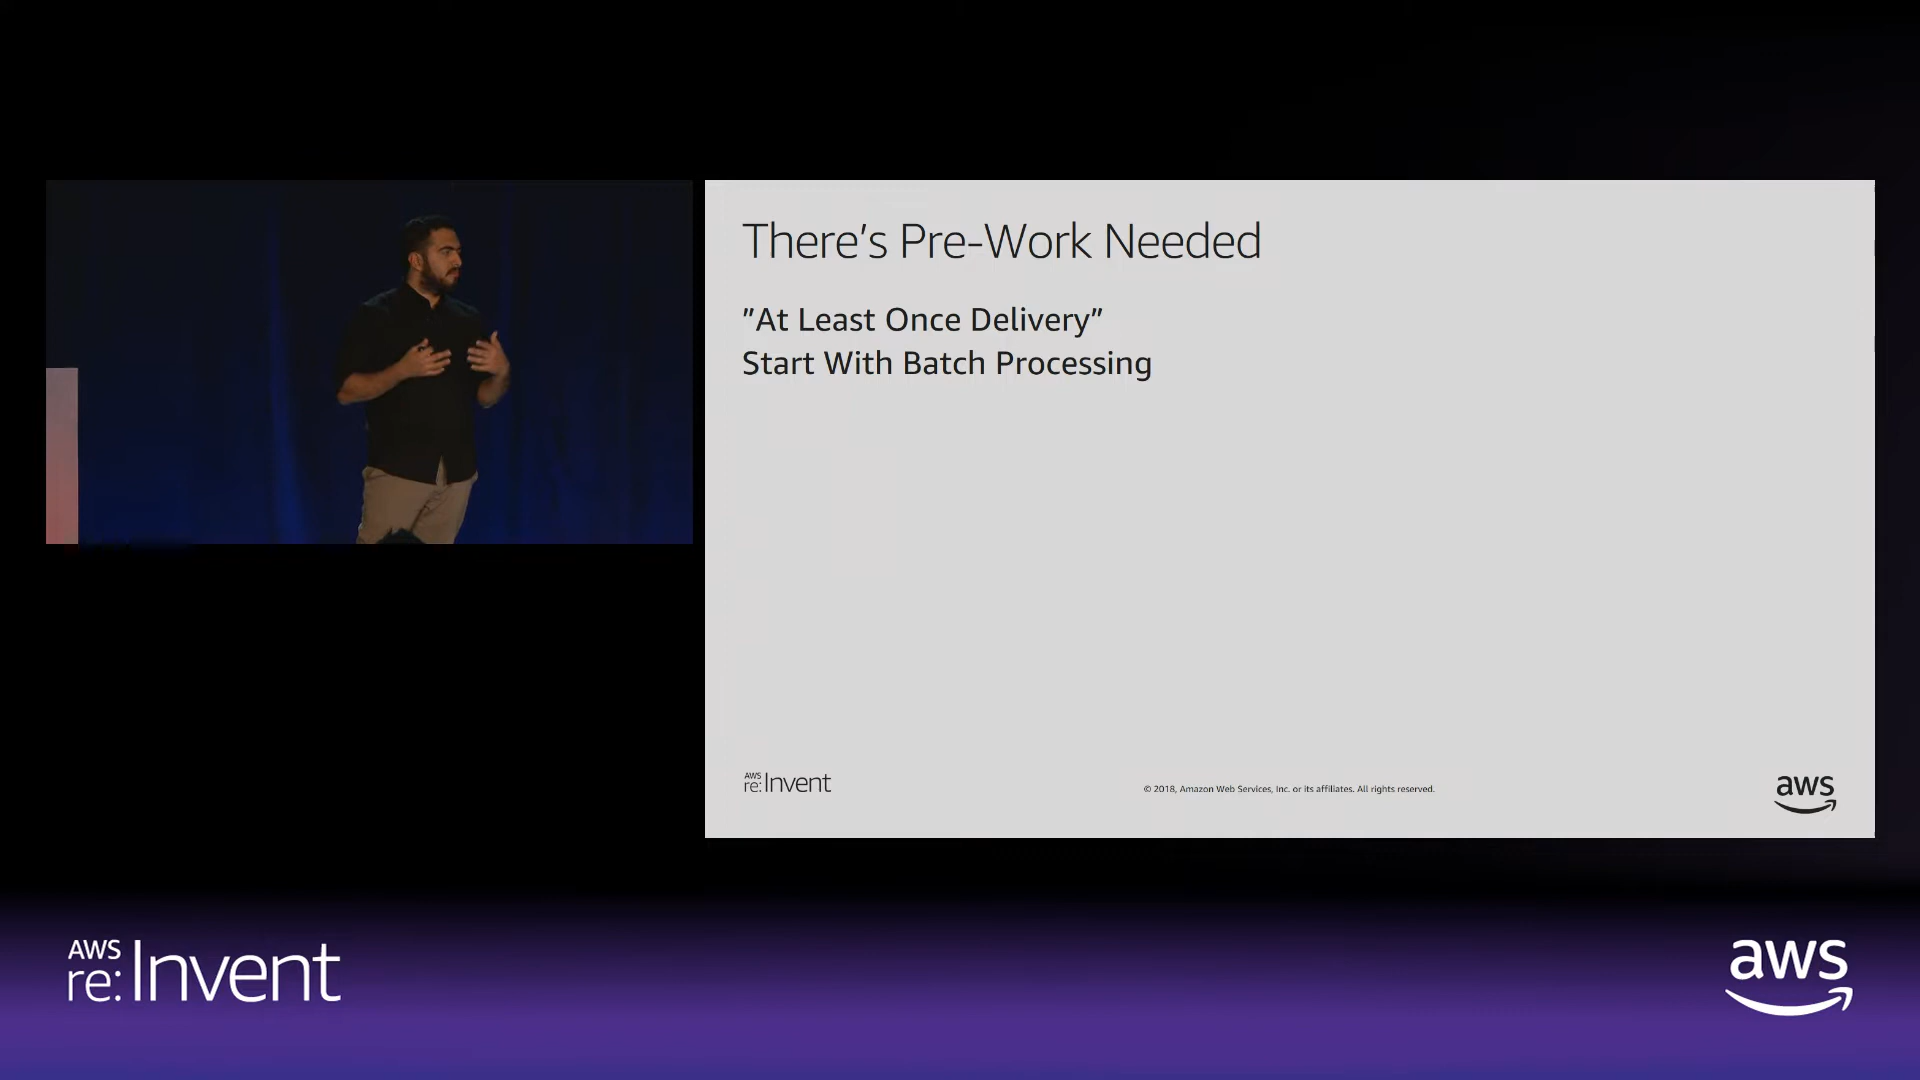 There’s Pre-Work Needed
”At Least Once Delivery”
Start With Batch Processing
AWS
re:Invent
© 2018, Amazon Web Services, Inc. or its affiliates. All rights reserved.
aws
AWS
re:Invent
aws